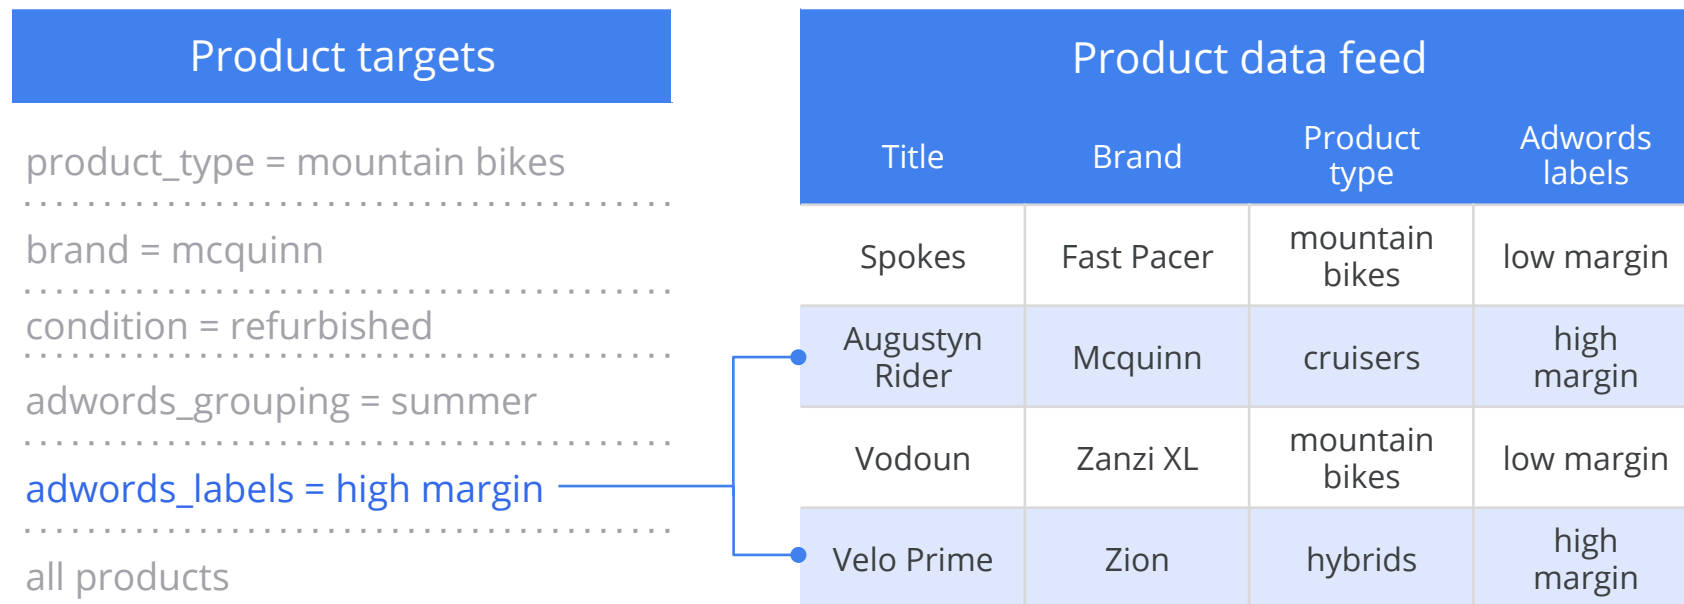 Product targets
product_type = mountain bikes
brand = mcquinn
condition = refurbished
adwords_grouping = summer
adwords_labels = high margin
all products
Product data feed
Title
Brand
Product
type
Adwords
labels
Spokes
Fast Pacer
mountain
bikes
low margin
Augustyn
Rider
Mcquinn
cruisers
high
margin
Vodoun
Zanzi XL
mountain
bikes
low margin
Velo Prime
Zion
hybrids
high
margin